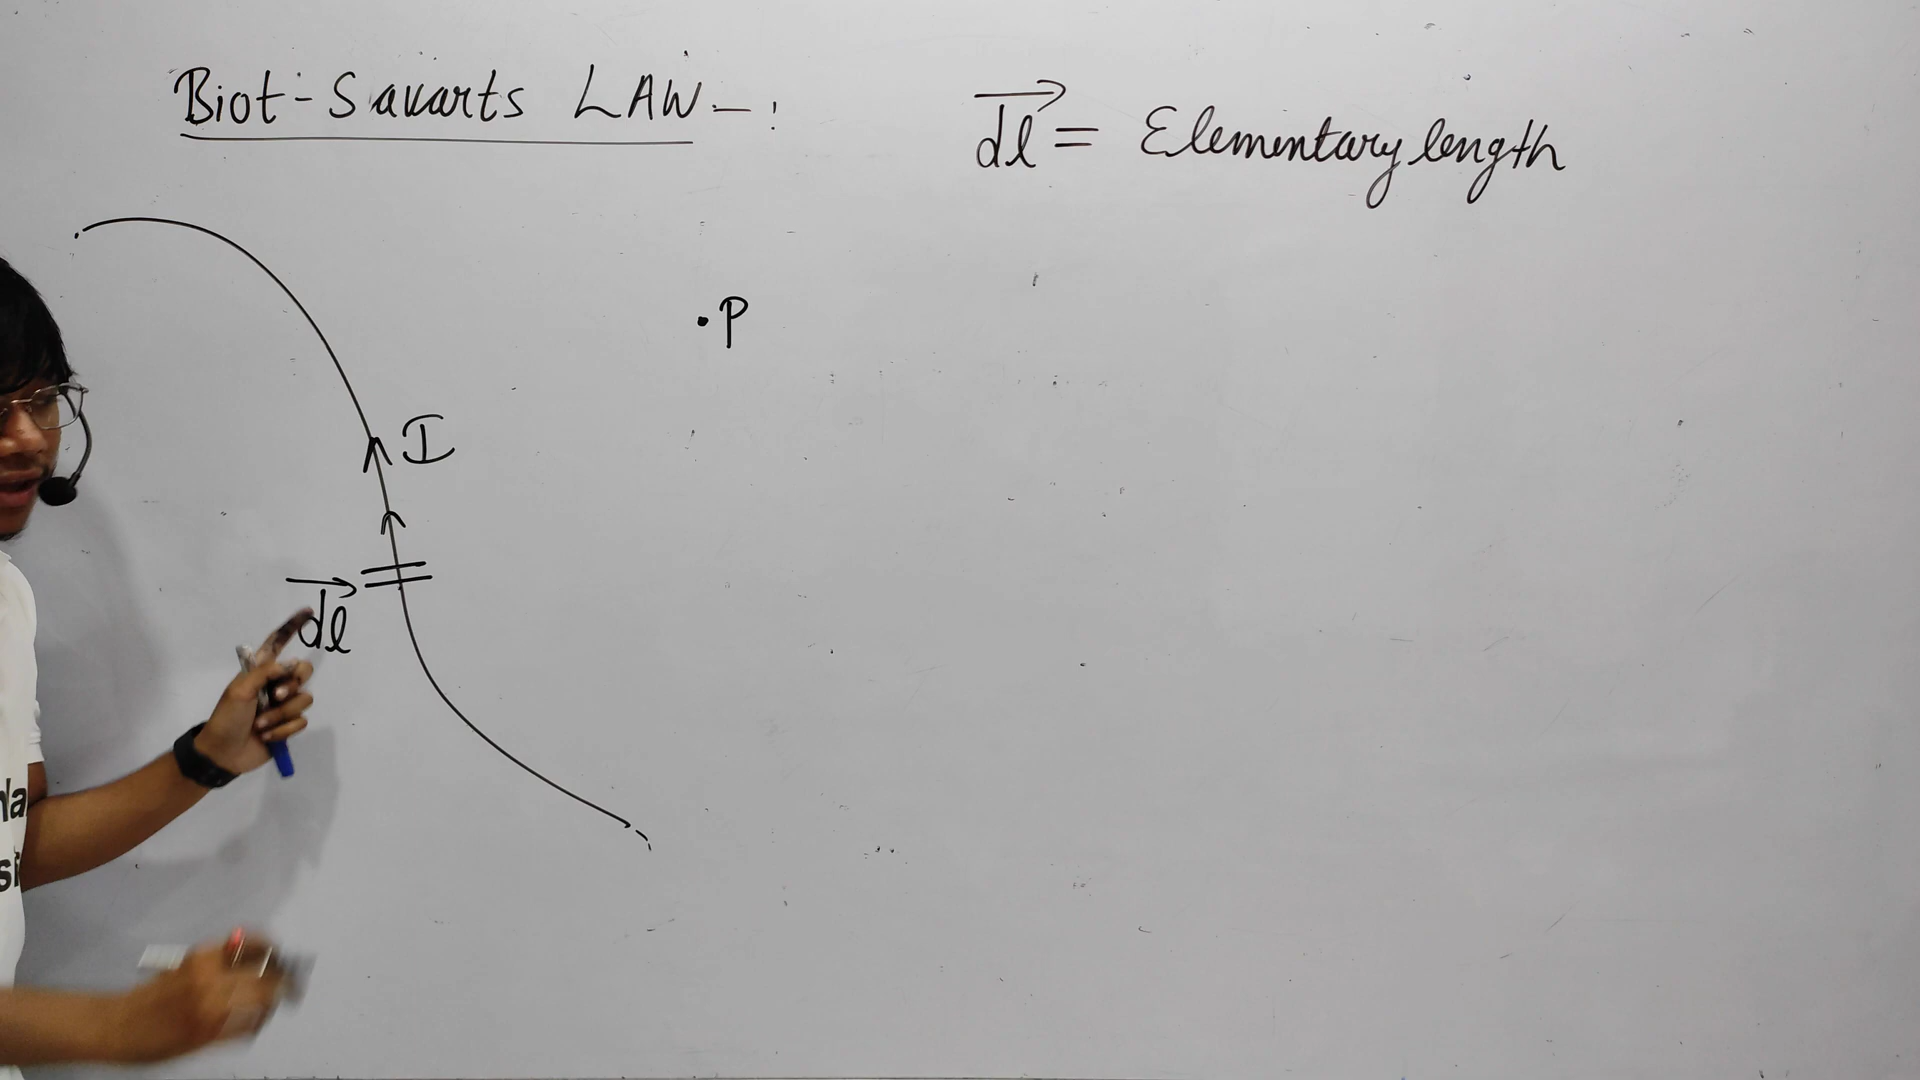 Biot-Savarts LAW-:
dl = Elementary length
P
I
dl